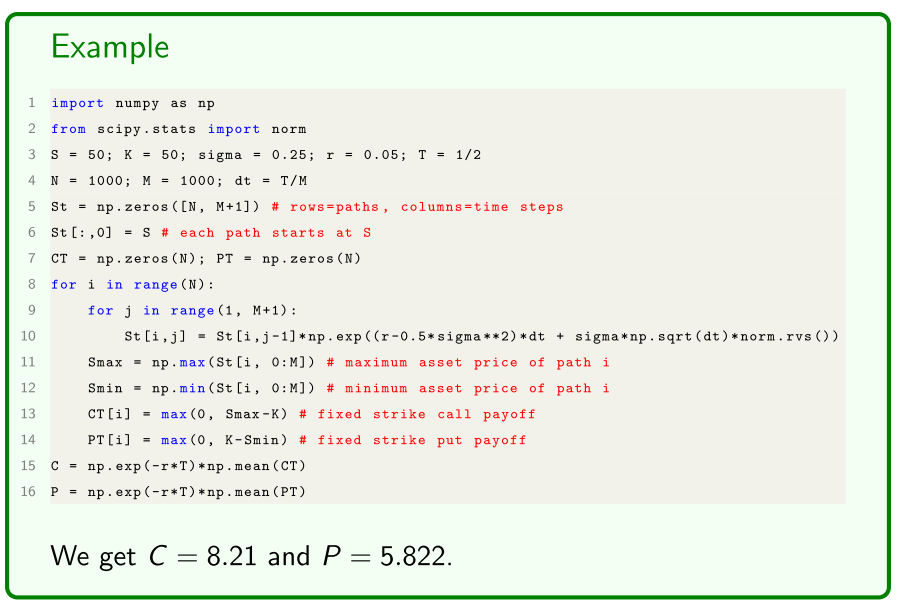 Example
1 import numpy as np
2 from scipy.stats import norm
3 S = 50; K = 50; sigma = 0.25; r = 0.05; T = 1/2
4 N = 1000; M = 1000; dt = T/M
5 St = np.zeros([N, M+1]) # rows=paths, columns=time steps
6 St[:,0] = S # each path starts at S
7 CT = np.zeros(N); PT = np.zeros(N)
8 for i in range(N):
9     for j in range(1, M+1):
10         St[i,j] = St[i,j-1]*np.exp((r-0.5*sigma**2)*dt + sigma*np.sqrt(dt)*norm.rvs())
11     Smax = np.max(St[i, 0:M]) # maximum asset price of path i
12     Smin = np.min(St[i, 0:M]) # minimum asset price of path i
13     CT[i] = max(0, Smax-K) # fixed strike call payoff
14     PT[i] = max(0, K-Smin) # fixed strike put payoff
15 C = np.exp(-r*T)*np.mean(CT)
16 P = np.exp(-r*T)*np.mean(PT)
We get C = 8.21 and P = 5.822.